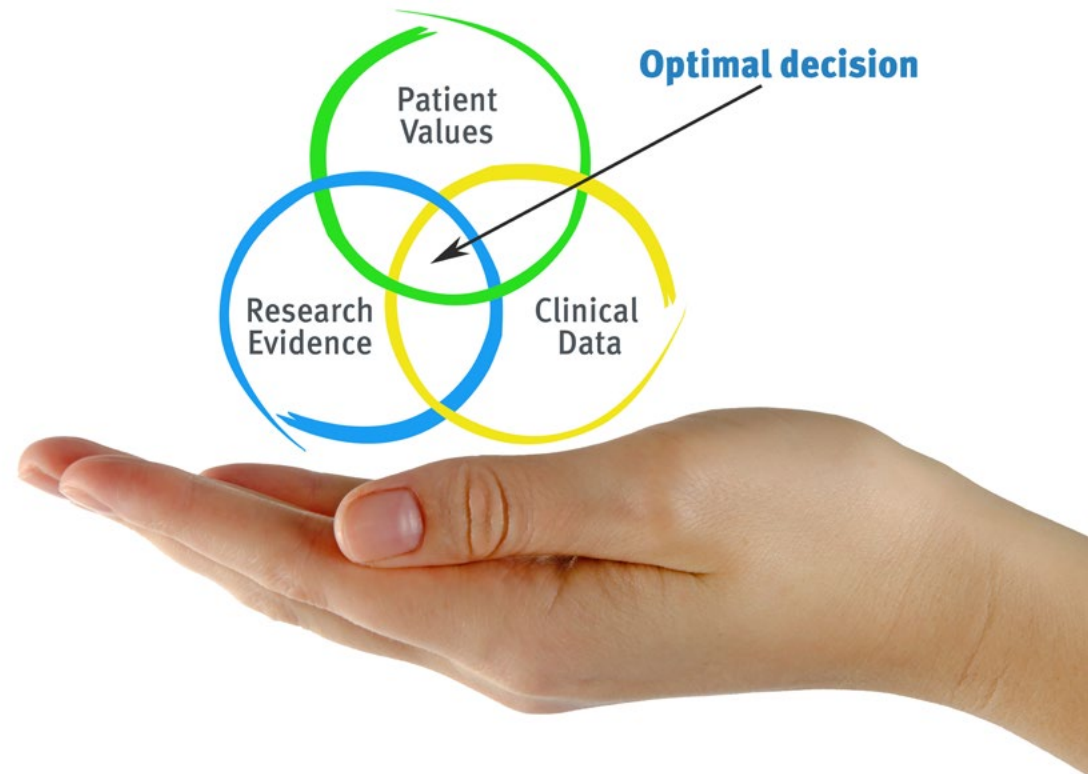 Optimal decision
Patient
Values
Research
Evidence
Clinical
Data